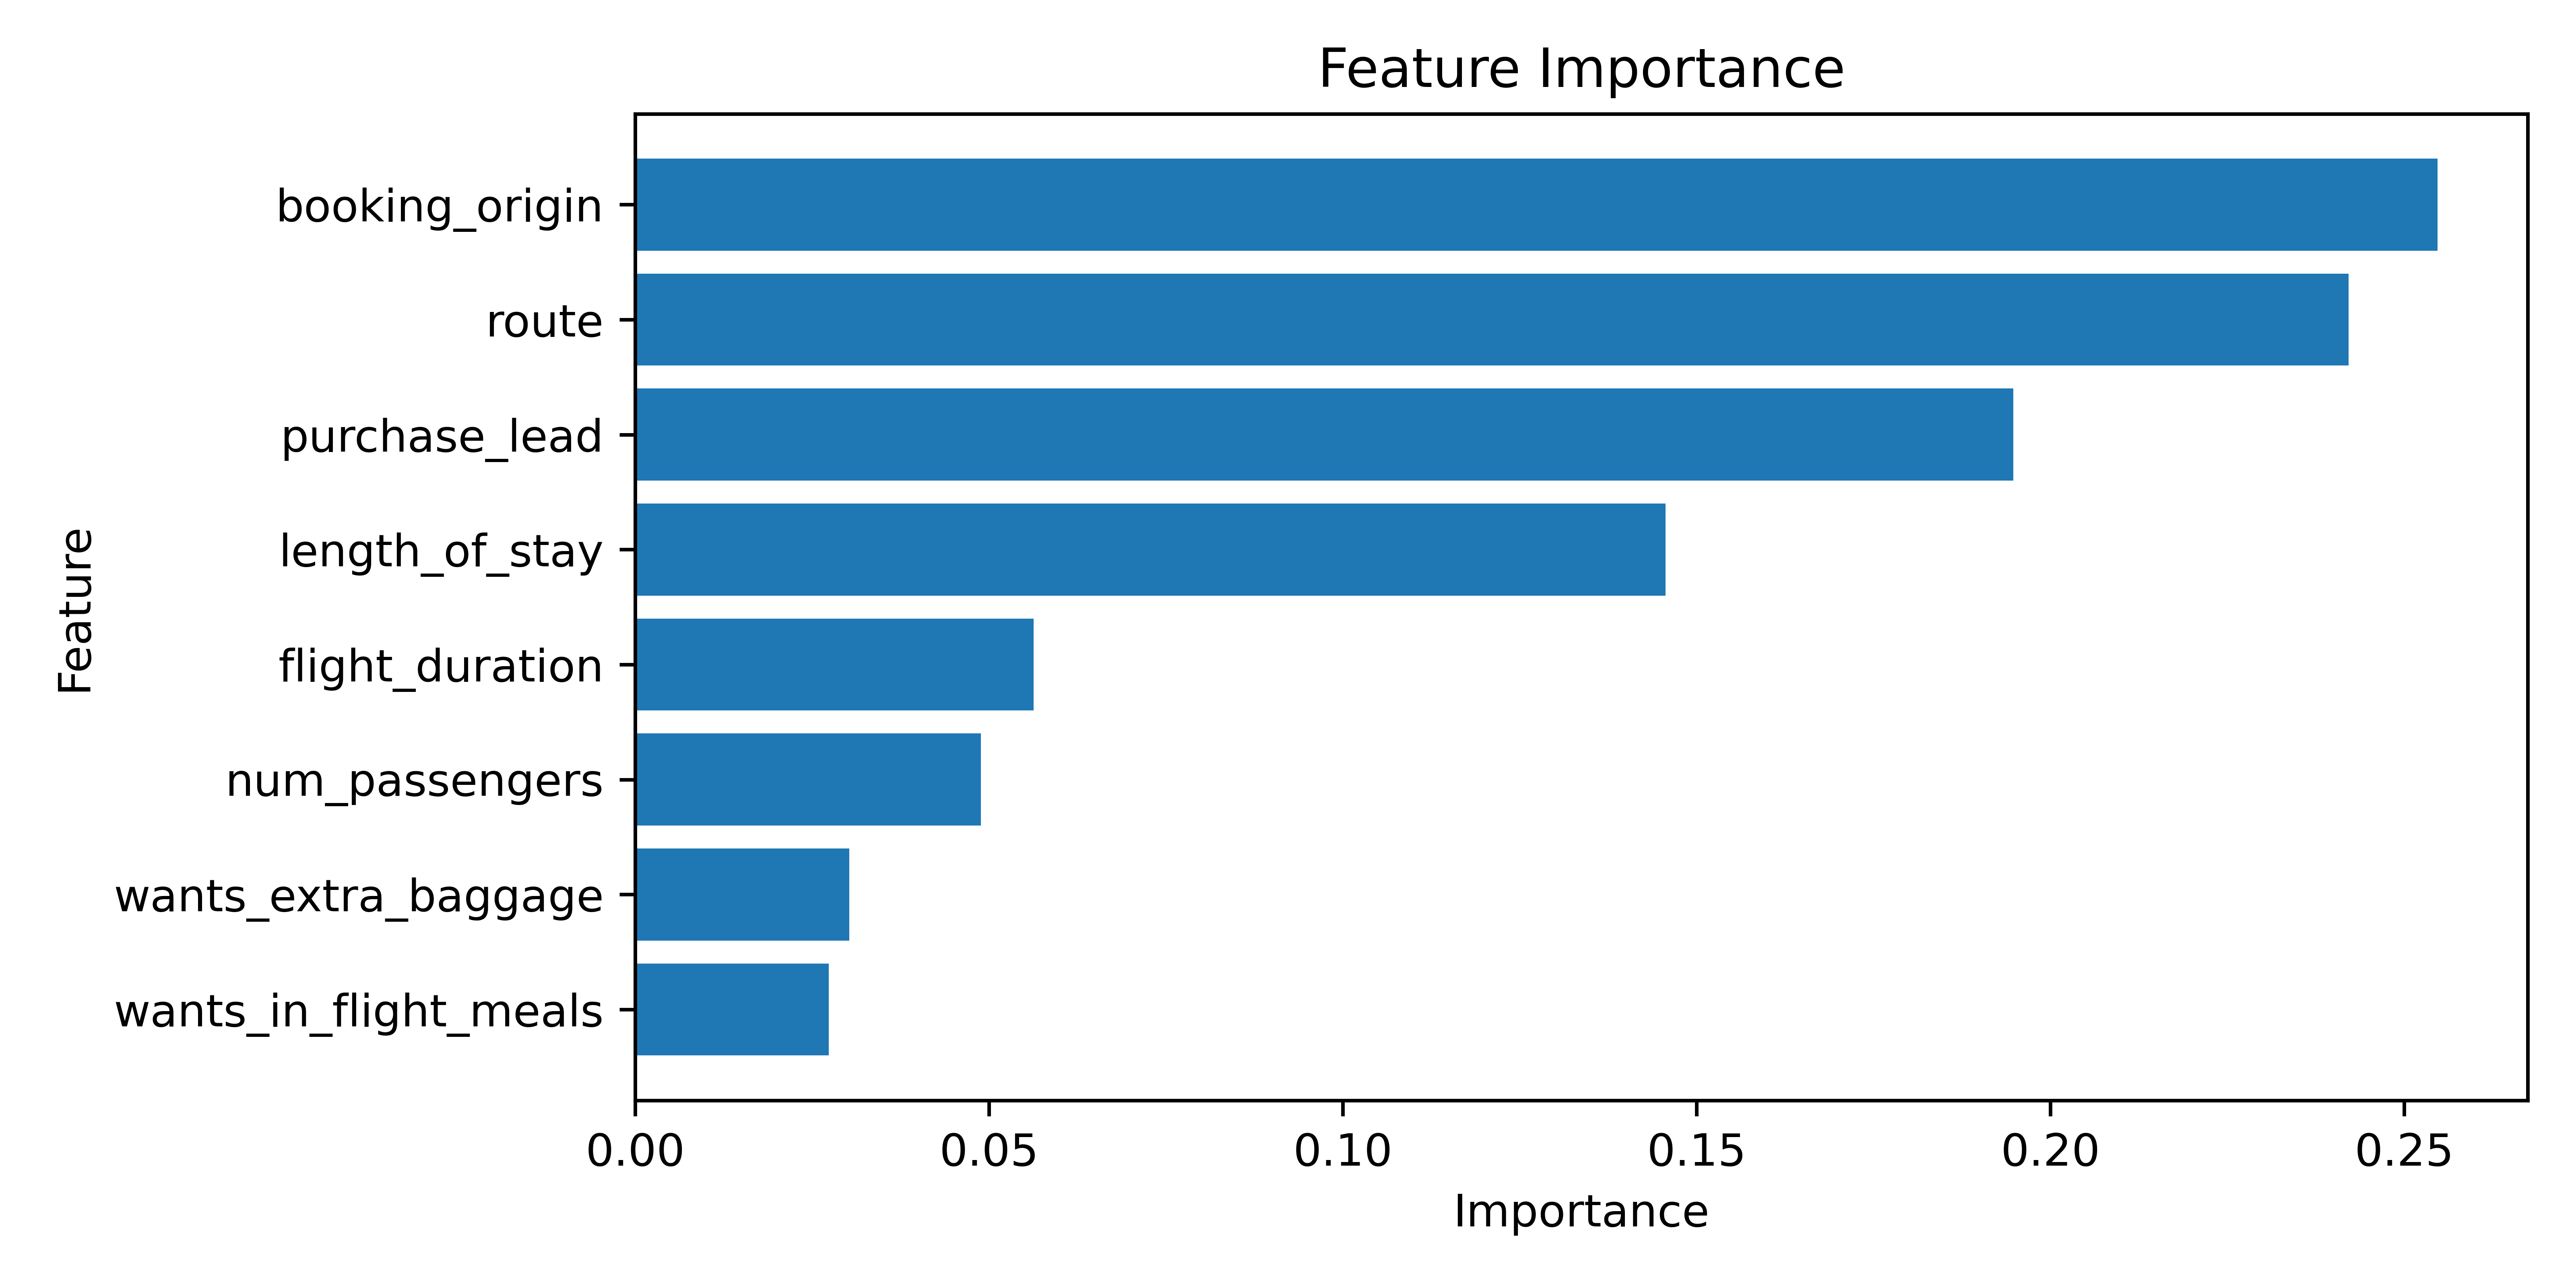 Feature Importance
Feature
booking_origin
route
purchase_lead
length_of_stay
flight_duration
num_passengers
wants_extra_baggage
wants_in_flight_meals
0.00 0.05 0.10 0.15 0.20 0.25
Importance